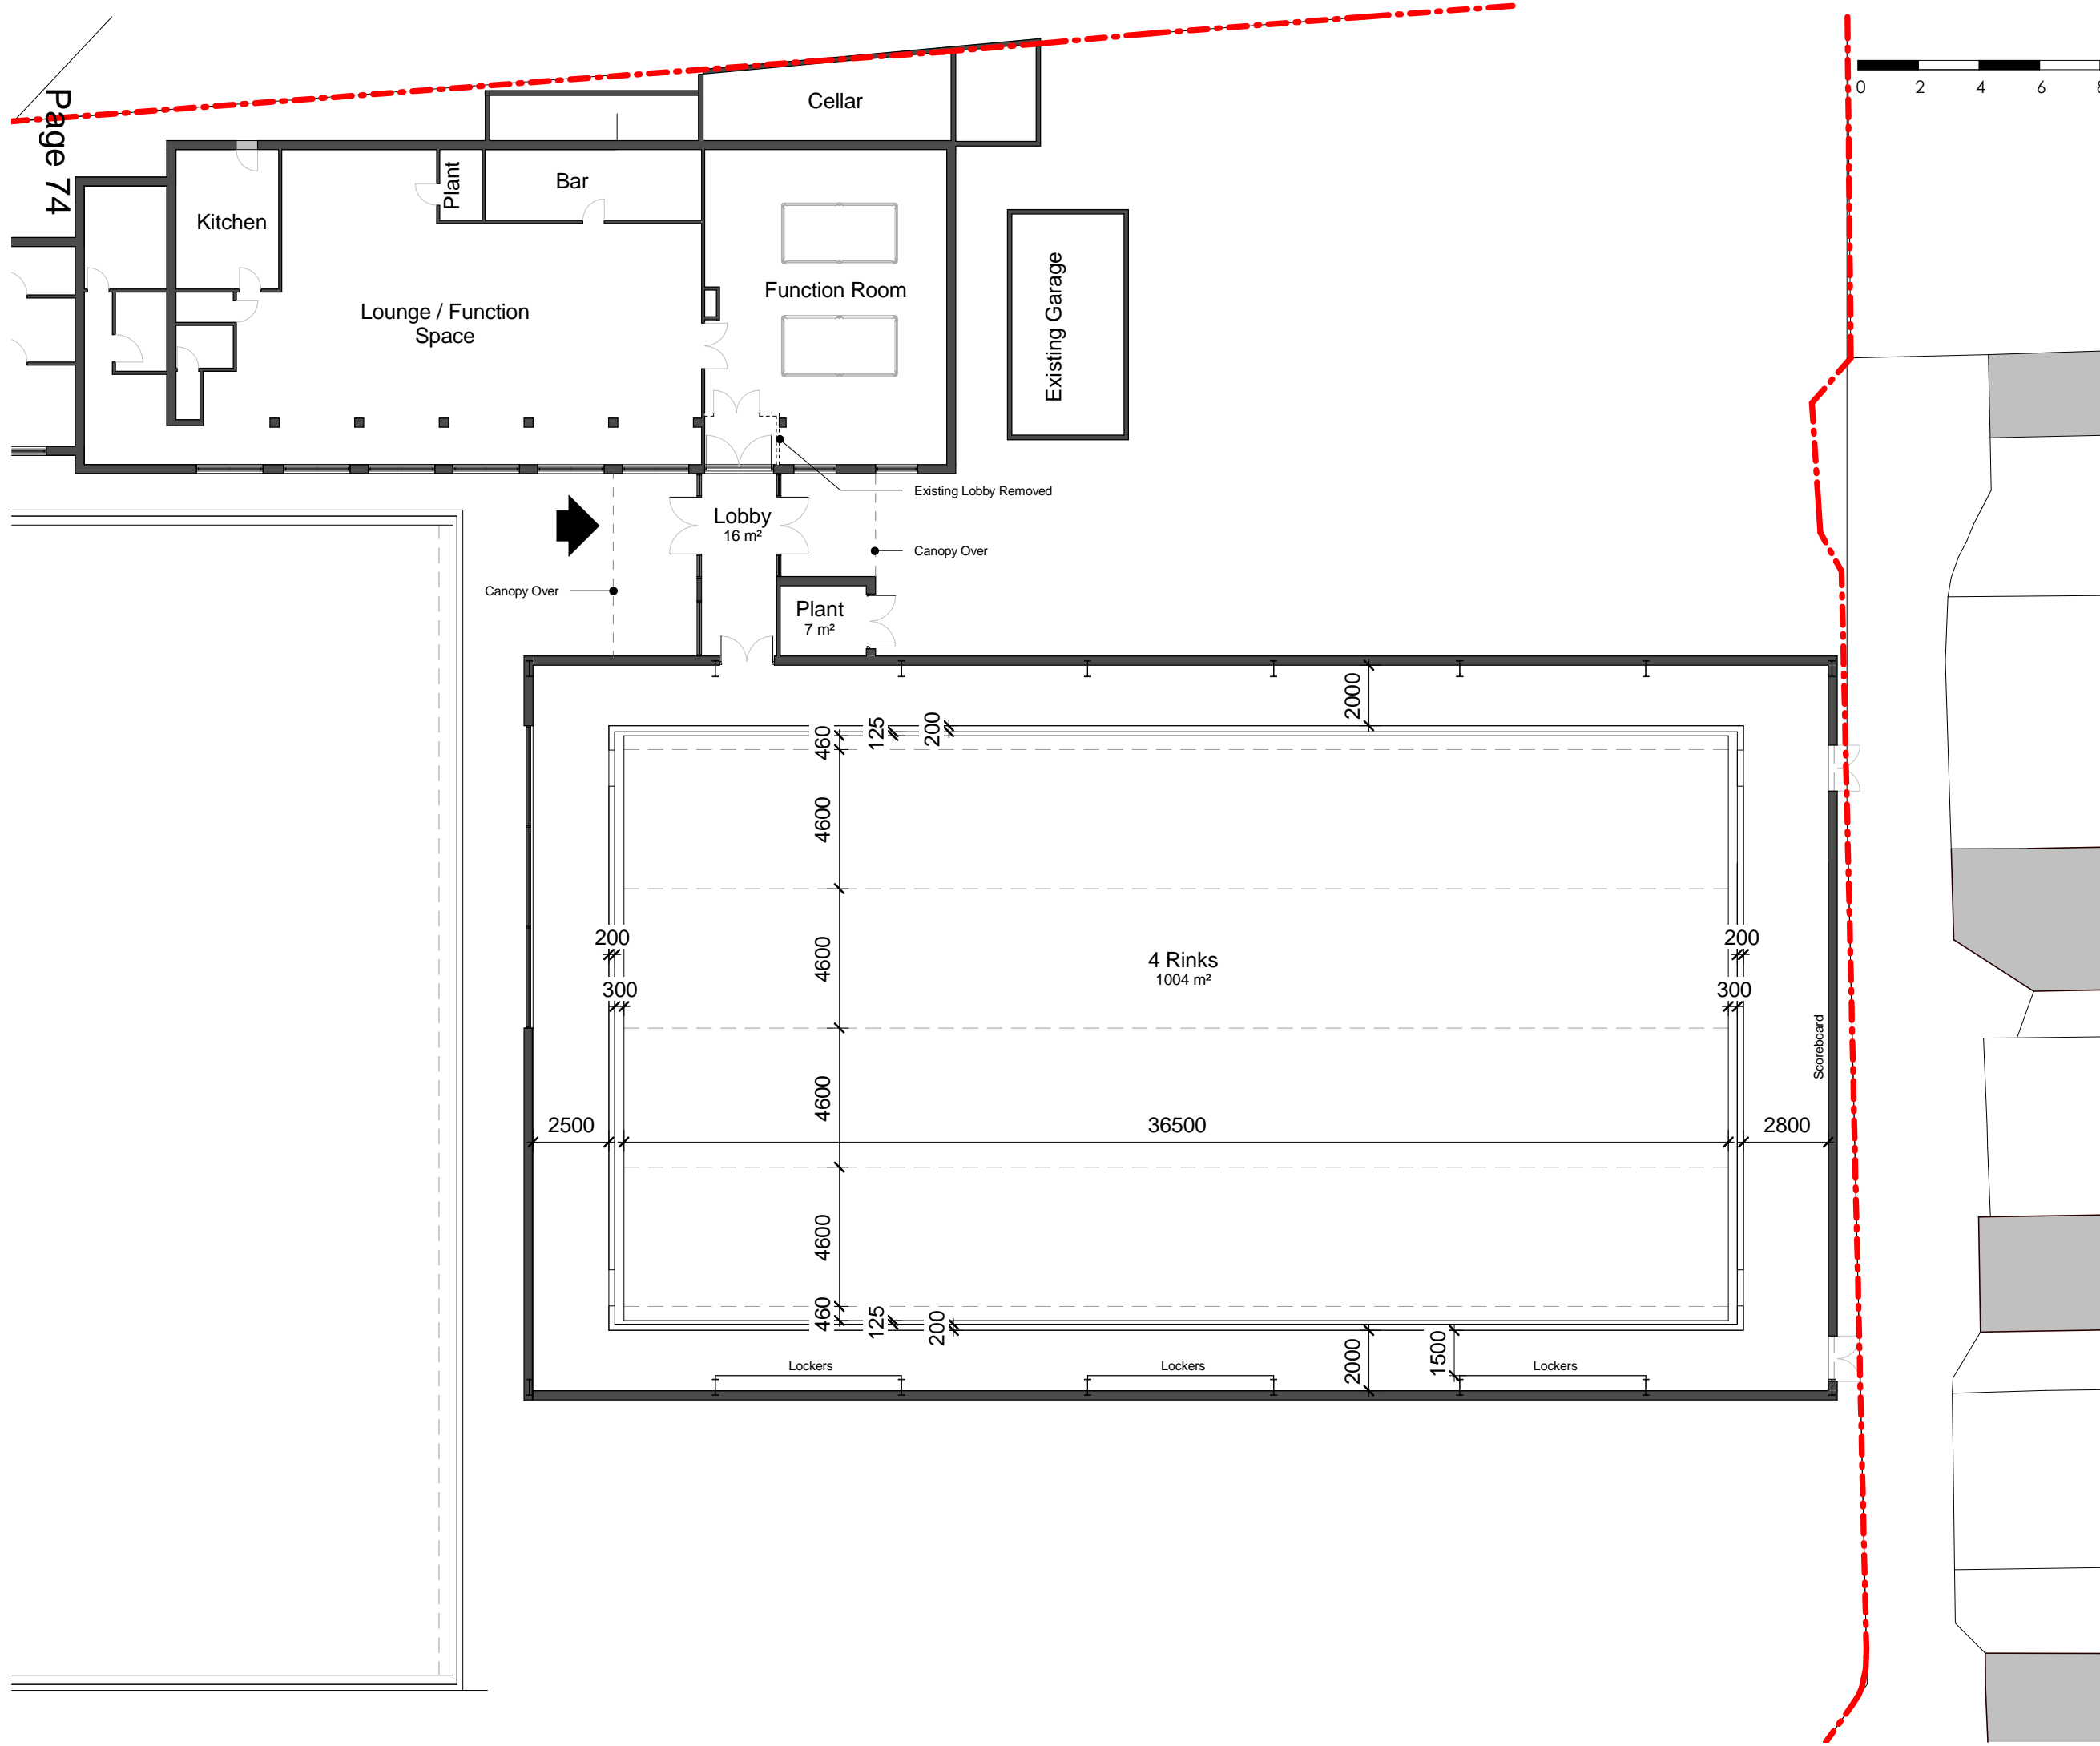 Page 74
0 2 4 6 8
Cellar
Plant
Bar
Kitchen
Function Room
Lounge / Function
Space
Existing Garage
Existing Lobby Removed
Lobby
16 m²
Canopy Over
Canopy Over
Plant
7 m²
2000
460
125
200
4600
200
200
4600
4 Rinks
1004 m²
300
300
Scoreboard
4600
2500
36500
2800
4600
460
125
200
2000
1500
Lockers
Lockers
Lockers